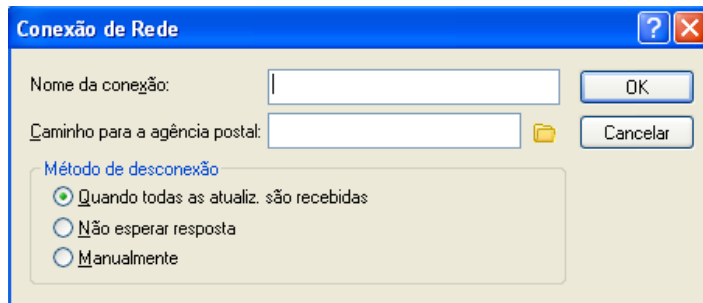 Conexão de Rede
Nome da conexão:
OK
Caminho para a agência postal:
Cancelar
Método de desconexão
Quando todas as atualiz. são recebidas
Não esperar resposta
Manualmente